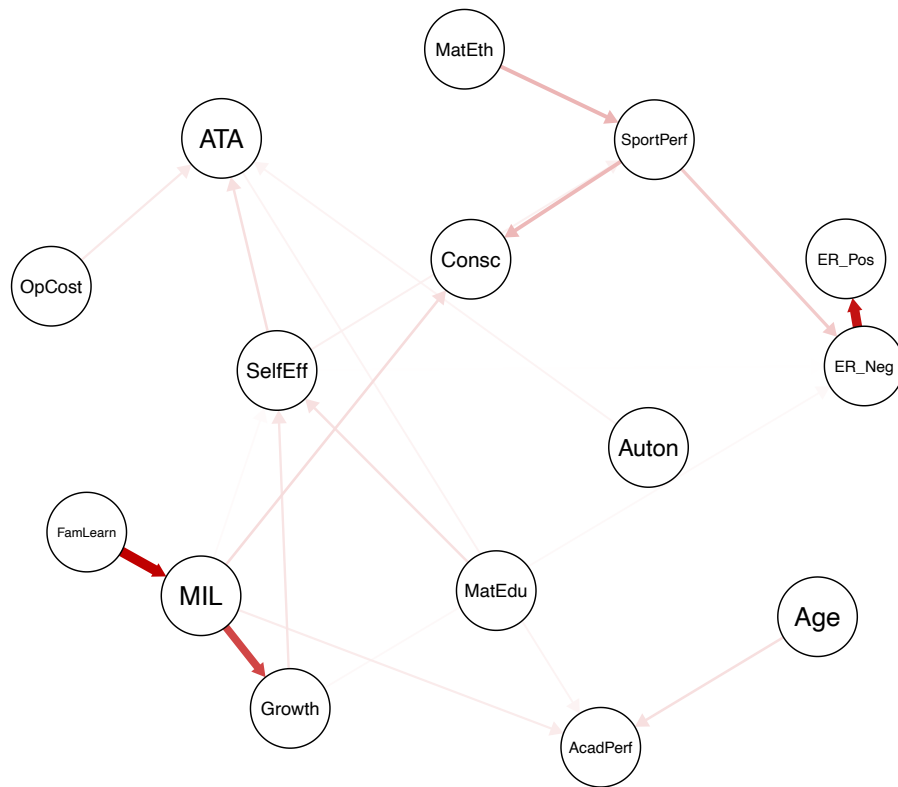 MatEth
ATA
SportPerf
Consc
ER_Pos
OpCost
SelfEff
ER_Neg
Auton
FamLearn
MIL
MatEdu
Age
Growth
AcadPerf